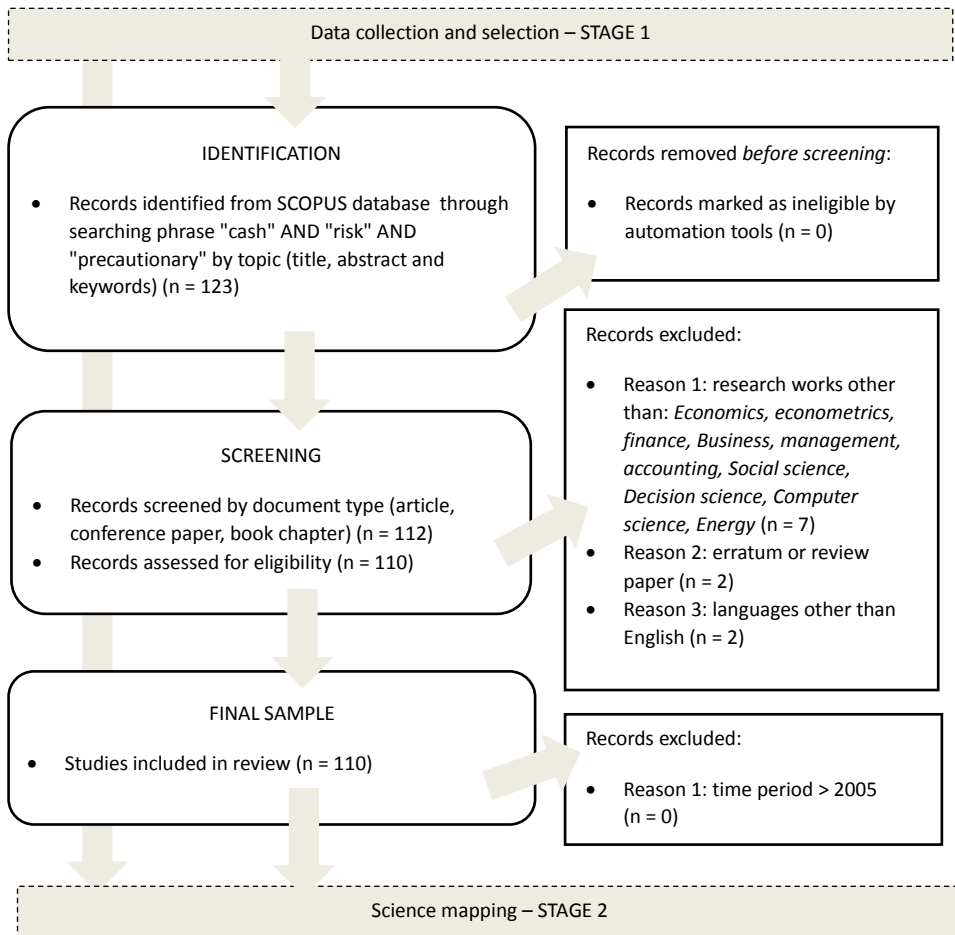 Data collection and selection – STAGE 1
IDENTIFICATION
• Records identified from SCOPUS database through
searching phrase "cash" AND "risk" AND
"precautionary" by topic (title, abstract and
keywords) (n = 123)
Records removed before screening:
• Records marked as ineligible by
automation tools (n = 0)
SCREENING
• Records screened by document type (article,
conference paper, book chapter) (n = 112)
• Records assessed for eligibility (n = 110)
Records excluded:
• Reason 1: research works other
than: Economics, econometrics,
finance, Business, management,
accounting, Social science,
Decision science, Computer
science, Energy (n = 7)
• Reason 2: erratum or review
paper (n = 2)
• Reason 3: languages other than
English (n = 2)
FINAL SAMPLE
• Studies included in review (n = 110)
Records excluded:
• Reason 1: time period > 2005
(n = 0)
Science mapping – STAGE 2